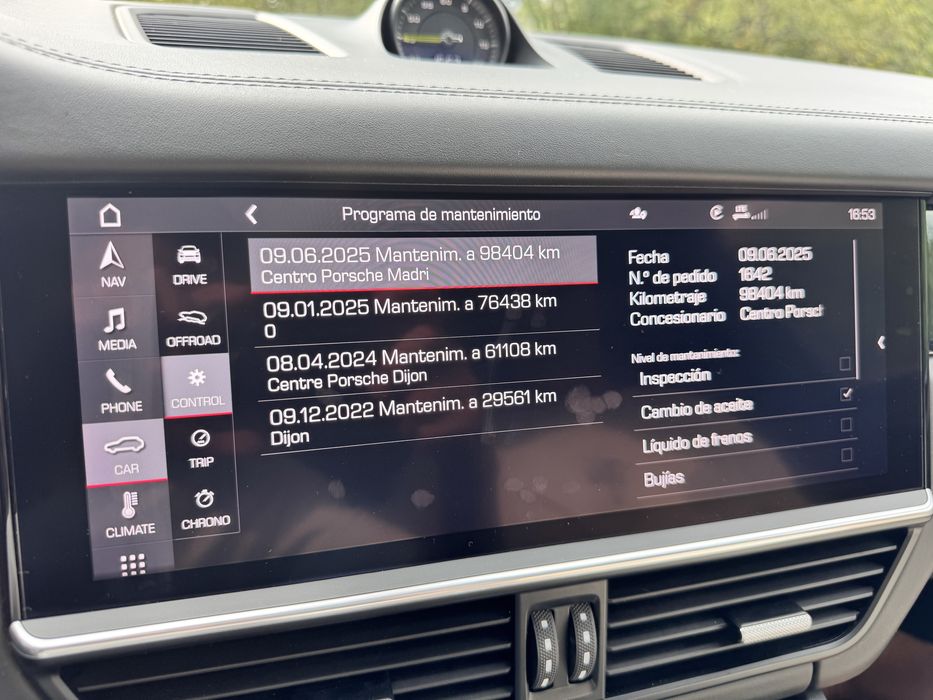 Programa de mantenimiento
LTE
16:53
NAV
MEDIA
PHONE
CAR
CLIMATE
DRIVE
OFFROAD
CONTROL
TRIP
CHRONO
09.06.2025 Mantenim. a 98404 km
Centro Porsche Madri
09.01.2025 Mantenim. a 76438 km
0
08.04.2024 Mantenim. a 61108 km
Centre Porsche Dijon
09.12.2022 Mantenim. a 29561 km
Dijon
Fecha 09.06.2025
N.º de pedido 1642
Kilometraje 98404 km
Concesionario Centro Porscl
Nivel de mantenimiento:
Inspección
Cambio de aceite
Líquido de frenos
Bujías